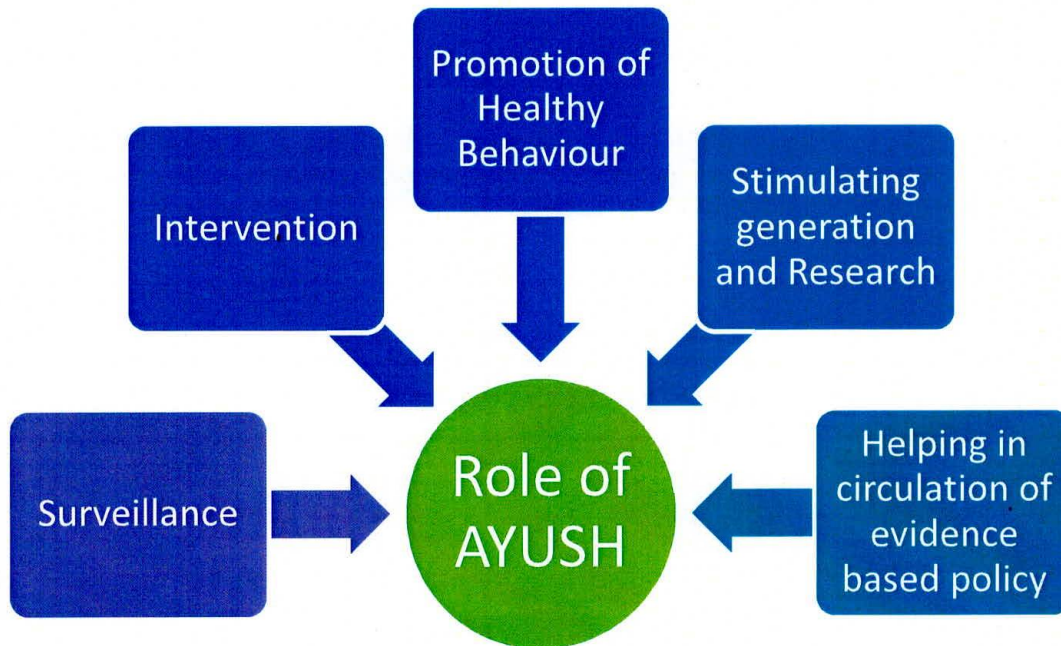 Promotion of
Healthy
Behaviour
Intervention
Stimulating
generation
and Research
Surveillance
Role of
AYUSH
Helping in
circulation of
evidence
based policy